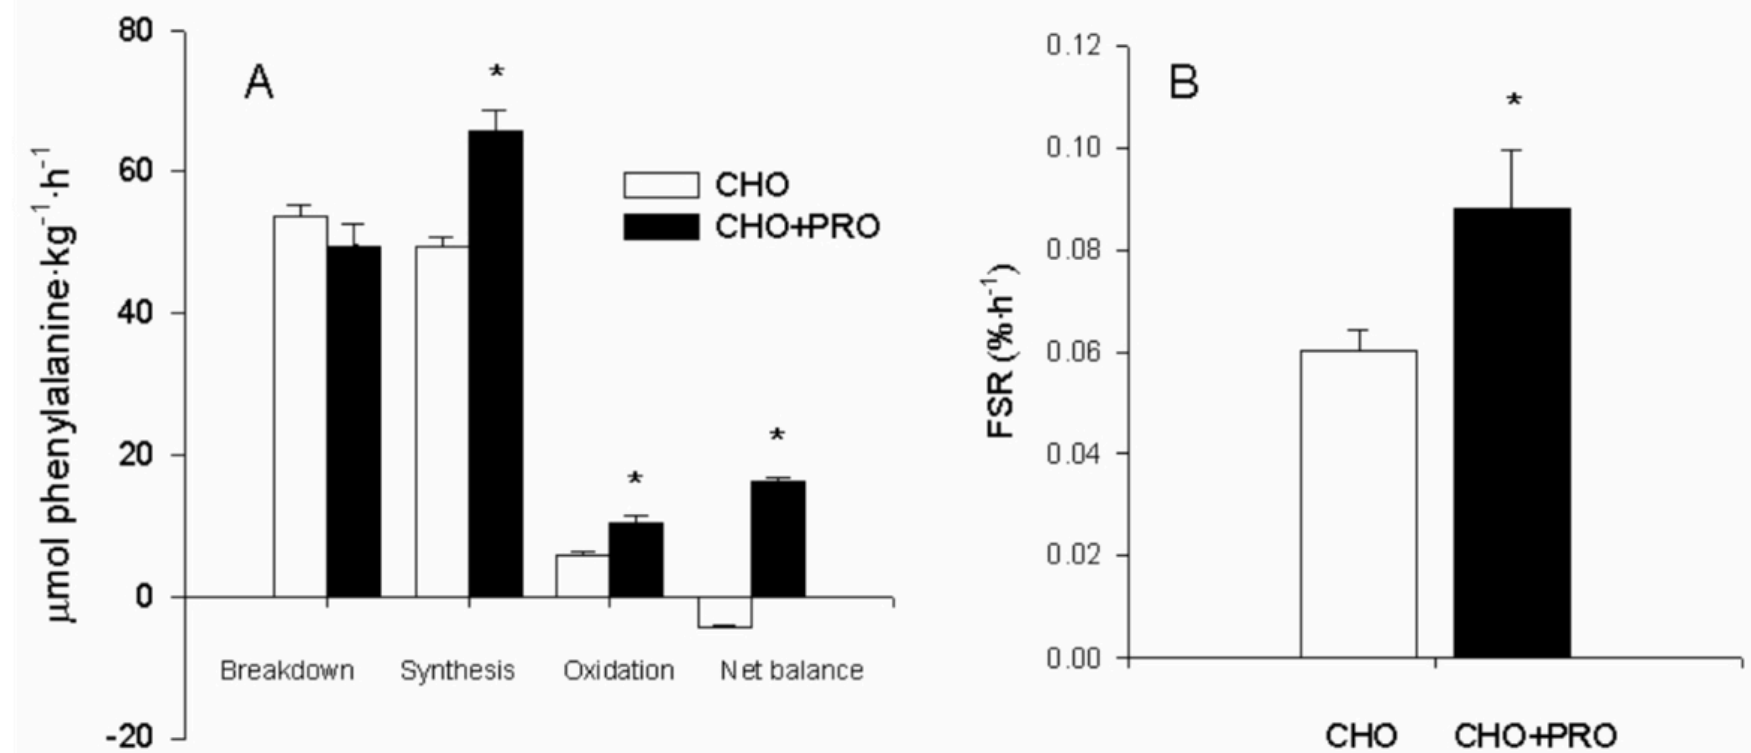 A
µmol phenylalanine·kg⁻¹·h⁻¹
80
60
40
20
0
-20
*
*
*
CHO
CHO+PRO
Breakdown Synthesis Oxidation Net balance
B
FSR (%·h⁻¹)
0.12
0.10
0.08
0.06
0.04
0.02
0.00
*
CHO CHO+PRO